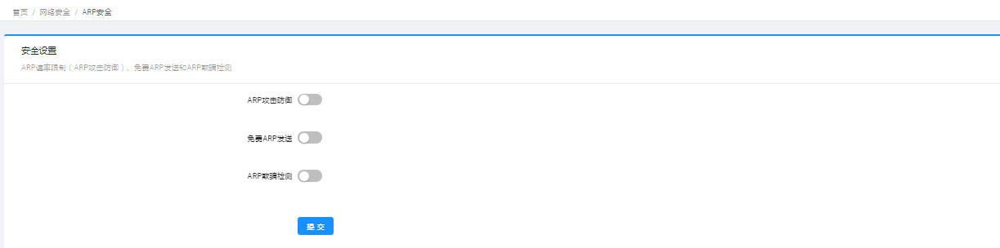 首页 / 网络安全 / ARP安全
安全设置
ARP速率限制（ARP攻击防御）、免费ARP发送和ARP欺骗检测
ARP攻击防御
免费ARP发送
ARP欺骗检测
提 交